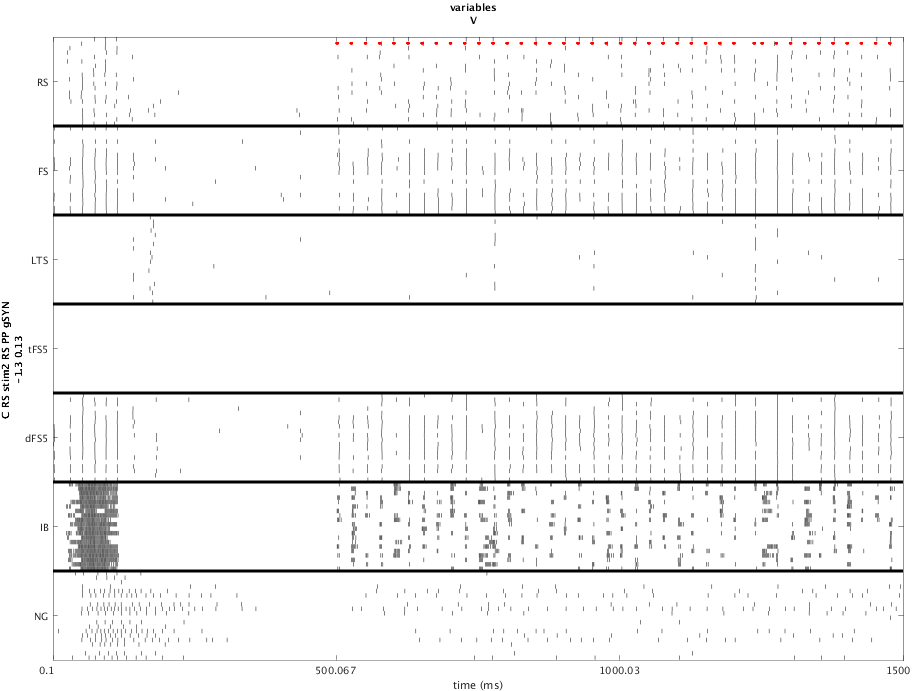 variables
V
RS
FS
LTS
tFS5
dFS5
IB
NG
C RS stim2 RS PP gSYN
-1.3 0.13
0.1
500.067
1000.03
1500
time (ms)